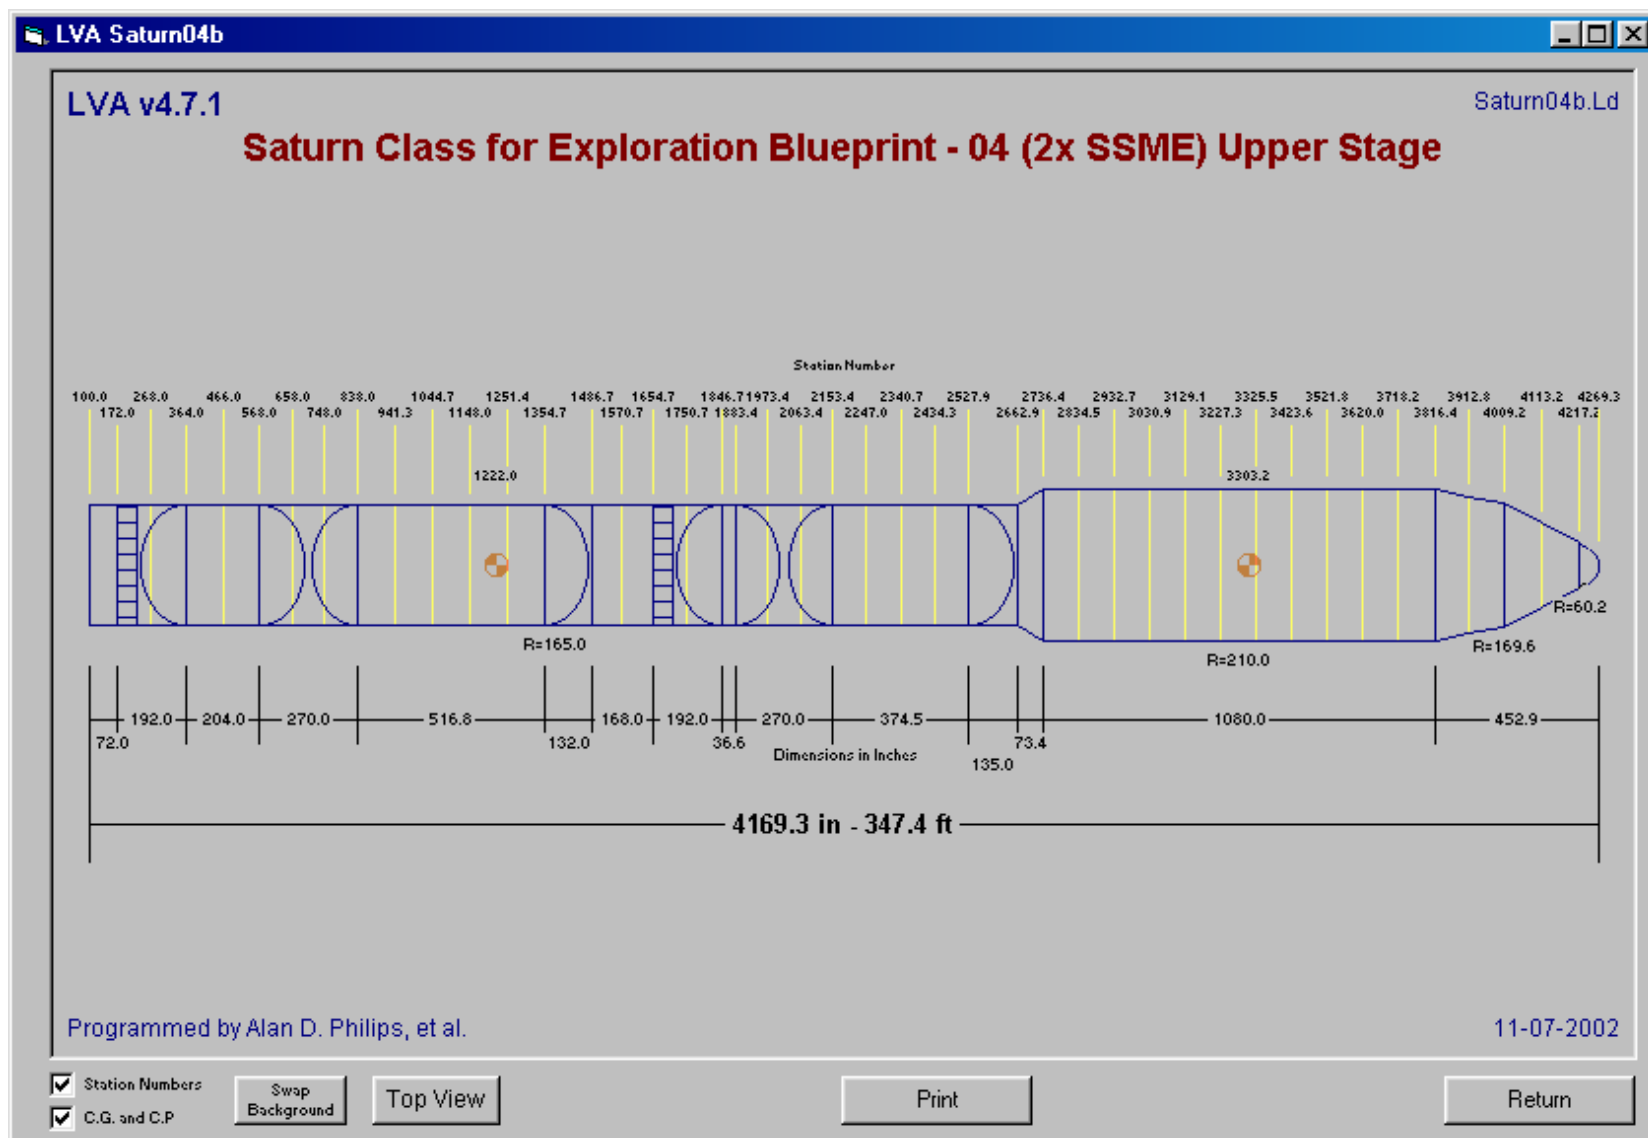 LVA Saturn04b
LVA v4.7.1
Saturn04b.Ld
Saturn Class for Exploration Blueprint - 04 (2x SSME) Upper Stage
Station Number
100.0 268.0 466.0 658.0 838.0 1044.7 1251.4 1486.7 1654.7 1846.7 1973.4 2153.4 2340.7 2527.9 2736.4 2932.7 3129.1 3325.5 3521.8 3718.2 3912.8 4113.2 4269.3
172.0 364.0 568.0 748.0 941.3 1148.0 1354.7 1570.7 1750.7 1883.4 2063.4 2247.0 2434.3 2662.9 2834.5 3030.9 3227.3 3423.6 3620.0 3816.4 4009.2 4217.2
1222.0 3303.2
R=60.2
R=165.0 R=169.6
R=210.0
192.0 204.0 270.0 516.8 168.0 192.0 270.0 374.5 1080.0 452.9
72.0 132.0 36.6 73.4
Dimensions in Inches
135.0
4169.3 in - 347.4 ft
Programmed by Alan D. Philips, et al.
11-07-2002
Station Numbers
C.G. and C.P
Swap
Background
Top View
Print
Return